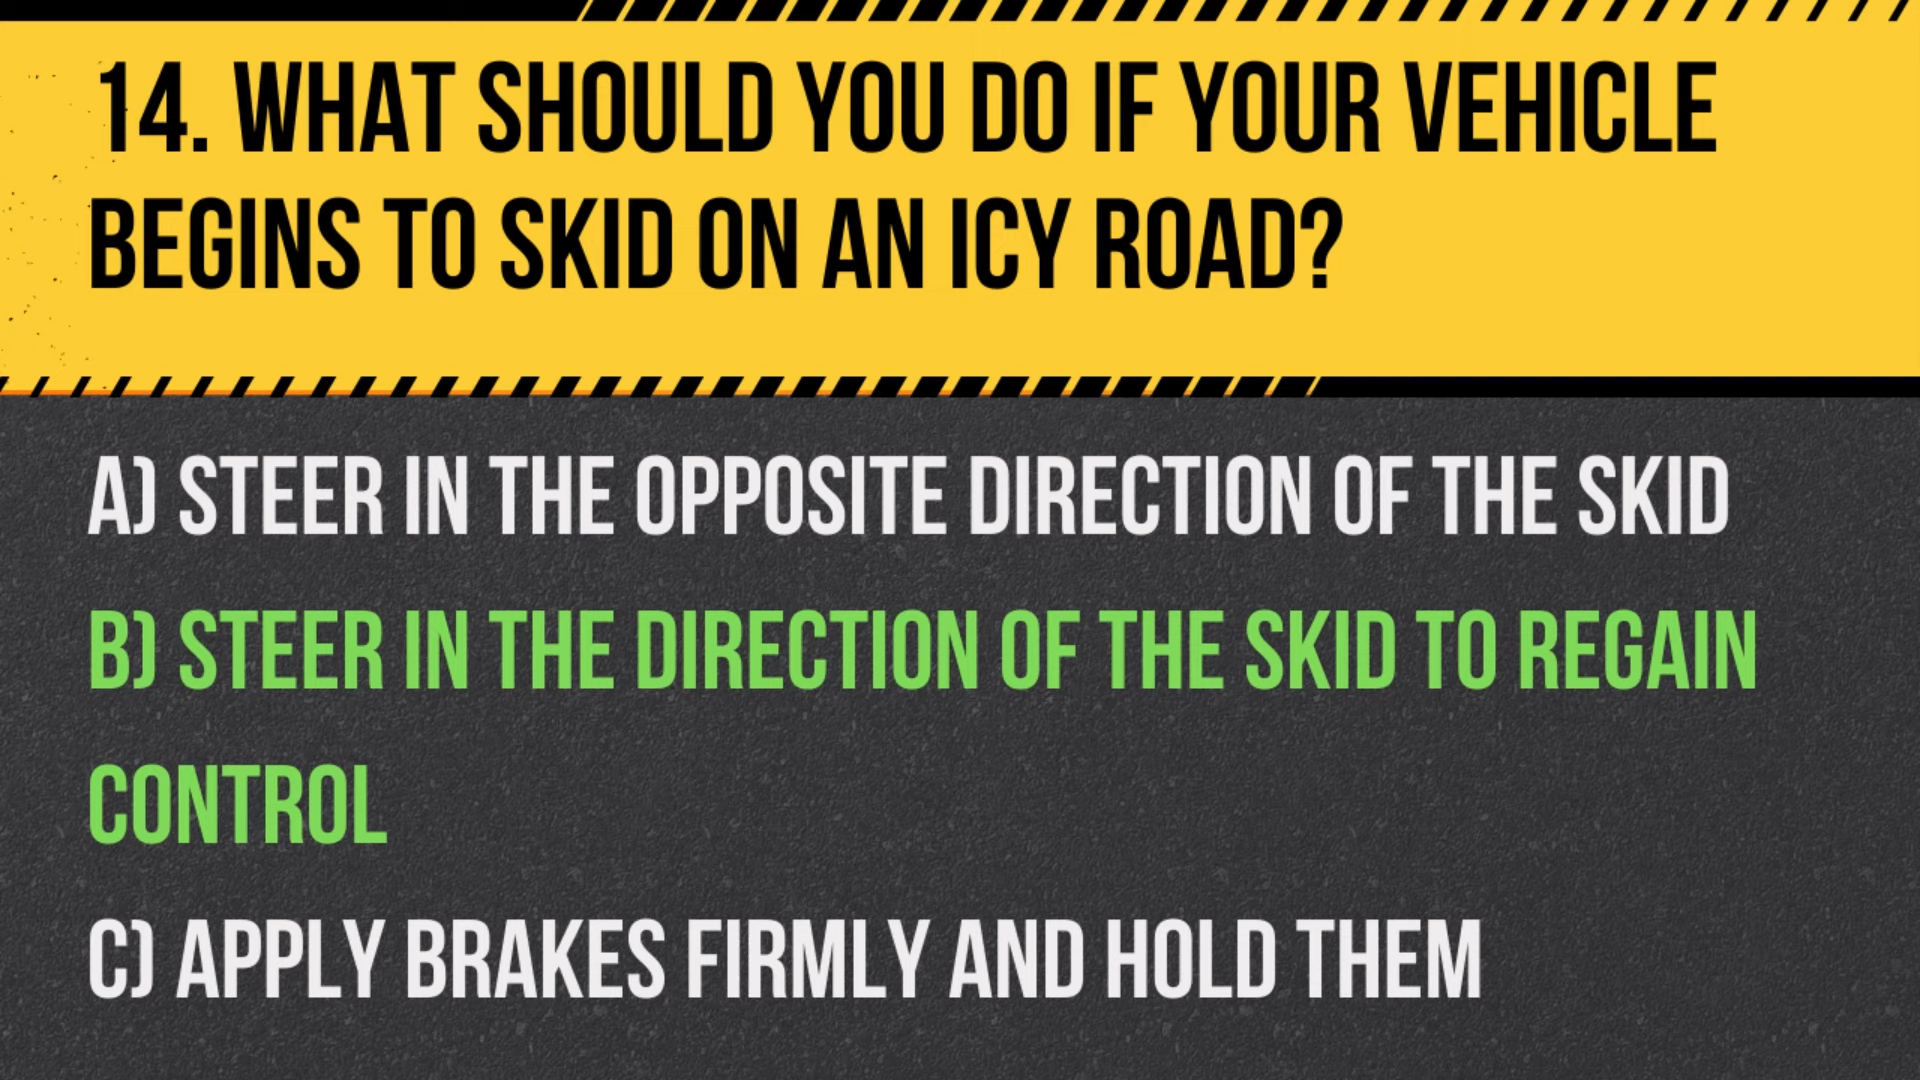 14. WHAT SHOULD YOU DO IF YOUR VEHICLE
BEGINS TO SKID ON AN ICY ROAD?
A) STEER IN THE OPPOSITE DIRECTION OF THE SKID
B) STEER IN THE DIRECTION OF THE SKID TO REGAIN
CONTROL
C) APPLY BRAKES FIRMLY AND HOLD THEM